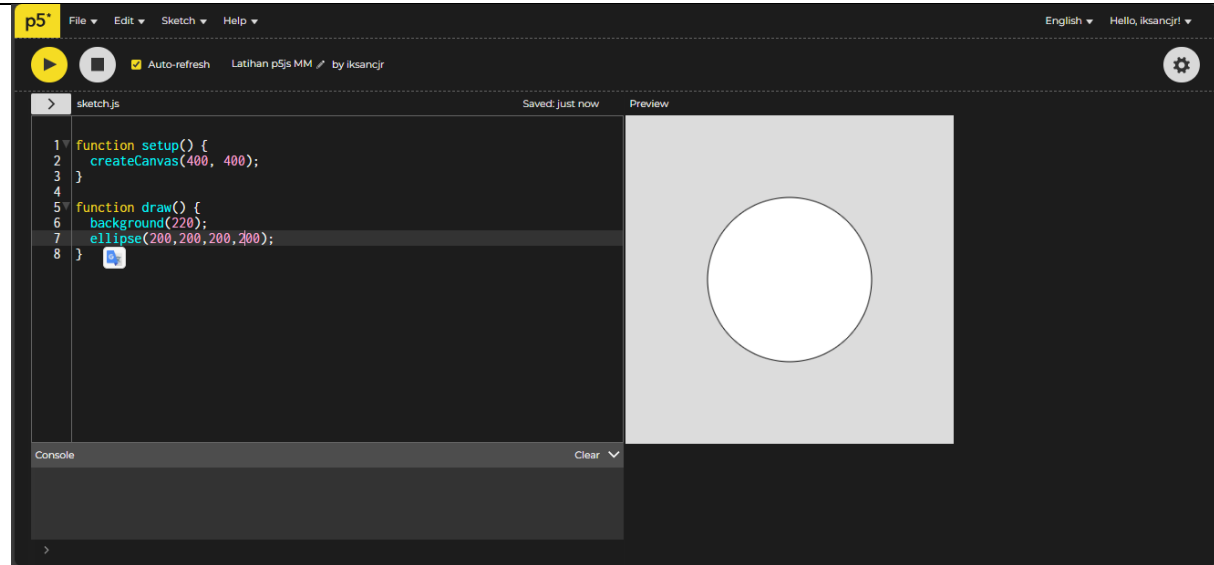 p5* File Edit Sketch Help English Hello, iksancjr!
Auto-refresh Latihan p5js MM by iksancjr
> sketch.js Saved: just now Preview
1 function setup() {
2 createCanvas(400, 400);
3 }
4
5 function draw() {
6 background(220);
7 ellipse(200,200,200,200);
8 }
Console Clear
>